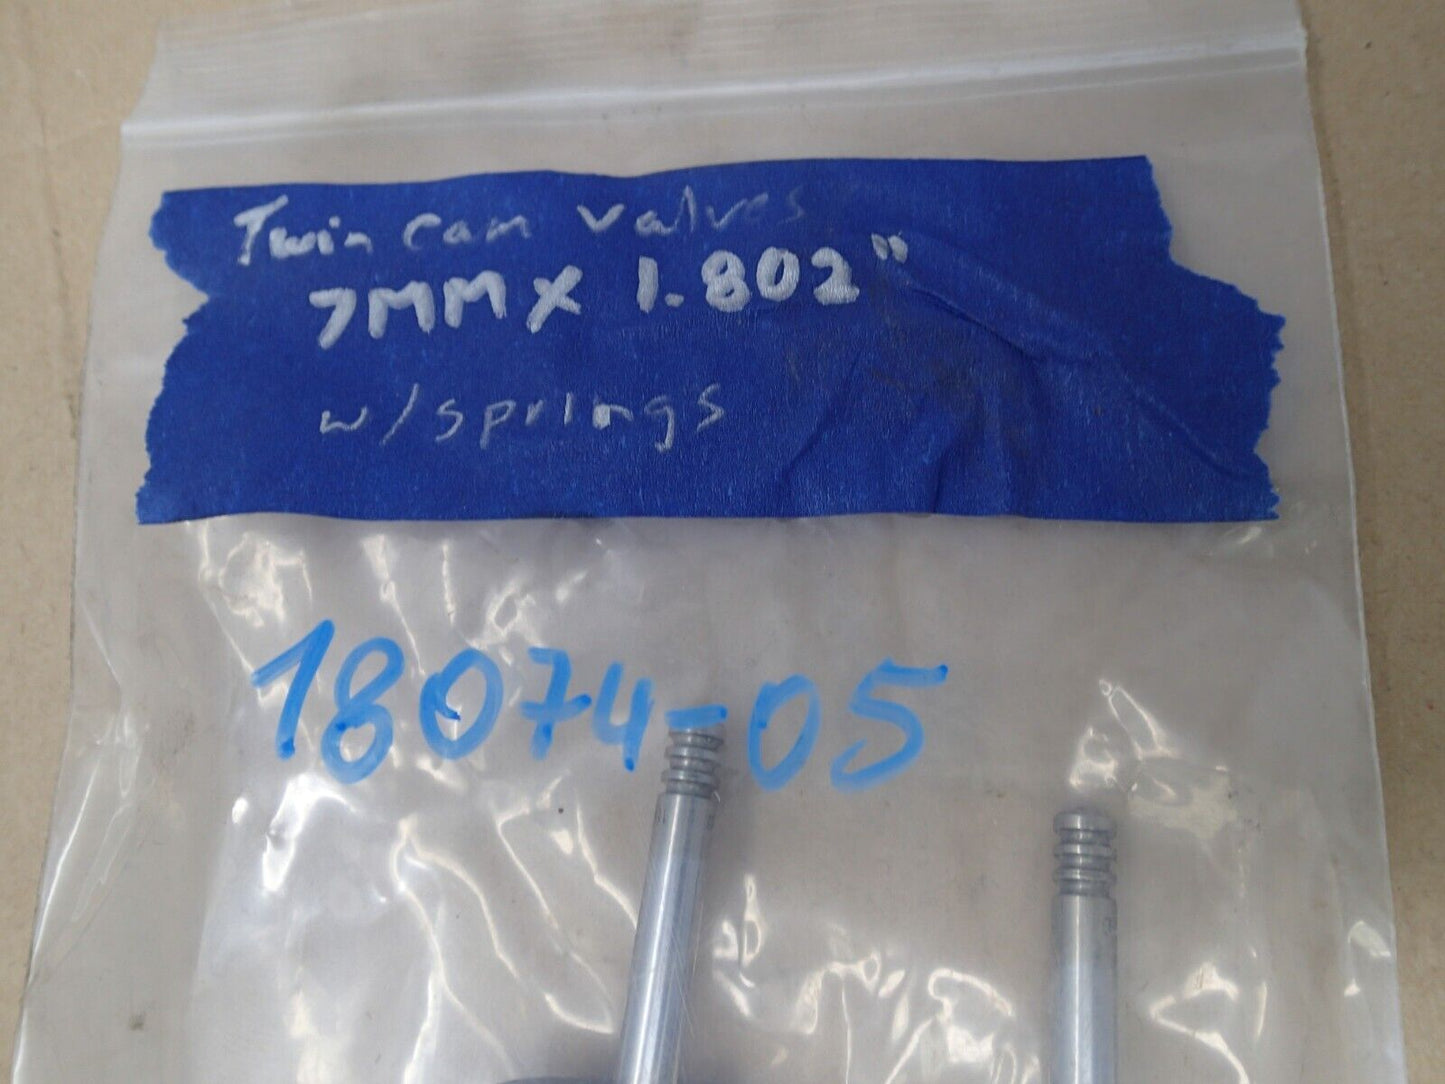 Twin cam valves
7MM X 1.802"
w/springs
18074-05